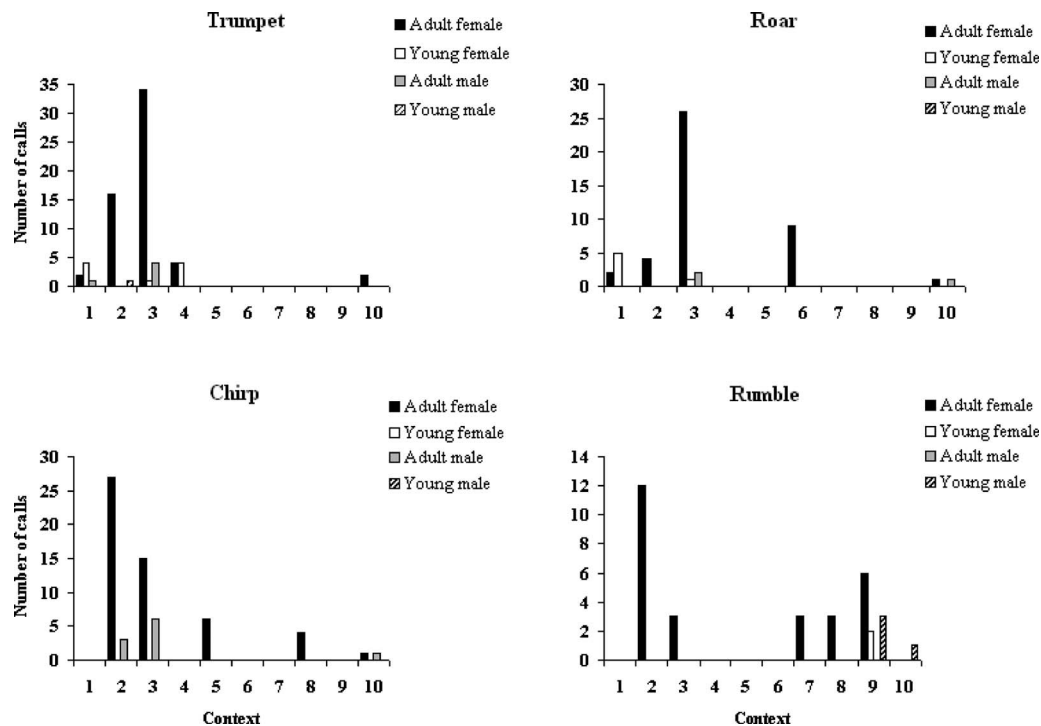 Trumpet
Adult female
Young female
Adult male
Young male
Number of calls
35
30
25
20
15
10
5
0
1 2 3 4 5 6 7 8 9 10
Roar
Adult female
Young female
Adult male
Young male
30
25
20
15
10
5
0
1 2 3 4 5 6 7 8 9 10
Chirp
Adult female
Young female
Adult male
Young male
Number of calls
30
25
20
15
10
5
0
1 2 3 4 5 6 7 8 9 10
Context
Rumble
Adult female
Young female
Adult male
Young male
14
12
10
8
6
4
2
0
1 2 3 4 5 6 7 8 9 10
Context